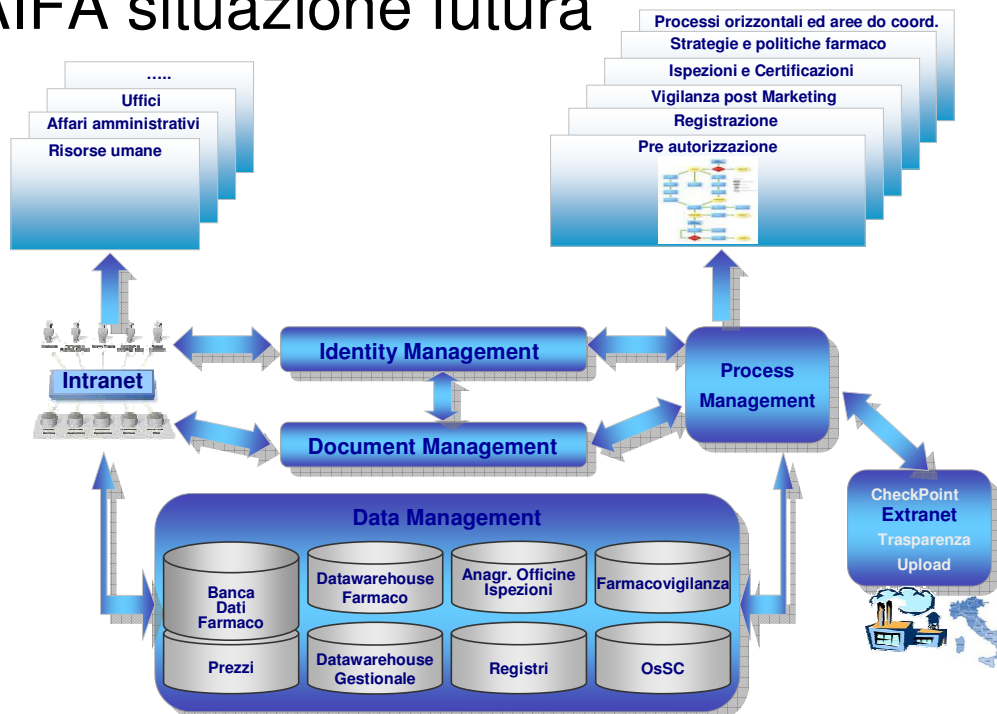 AIFA situazione futura
Processi orizzontali ed aree do coord.
Strategie e politiche farmaco
Ispezioni e Certificazioni
Vigilanza post Marketing
Registrazione
Pre autorizzazione
…..
Uffici
Affari amministrativi
Risorse umane
Identity Management
Intranet
Process
Management
Document Management
CheckPoint
Extranet
Trasparenza
Upload
Data Management
Banca
Dati
Farmaco
Datawarehouse
Farmaco
Anagr. Officine
Ispezioni
Farmacovigilanza
Prezzi
Datawarehouse
Gestionale
Registri
OsSC